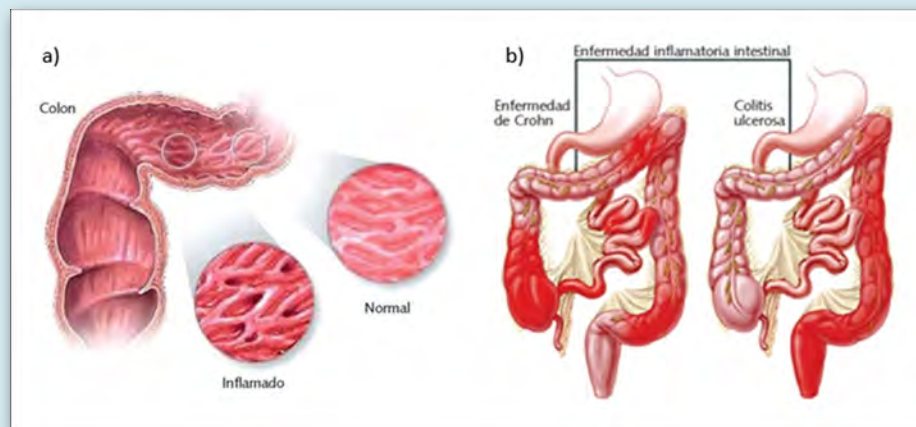 a)
Colon
Inflamado
Normal
b)
Enfermedad inflamatoria intestinal
Enfermedad
de Crohn
Colitis
ulcerosa